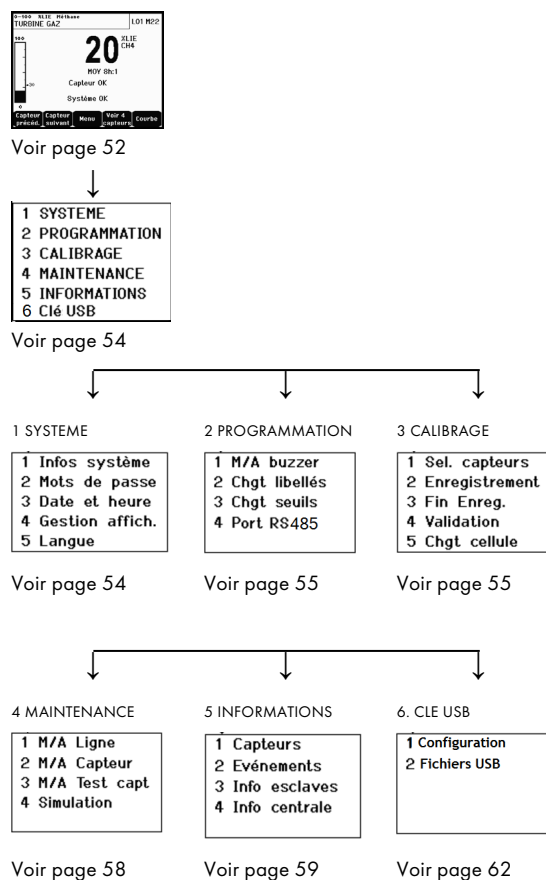 0-100 XLIE Méthane
TURBINE GAZ
L01 M22
100
20
XLIE
CH4
MOY 8h:1
Capteur OK
20
Système OK
0
Capteur précéd.
Capteur suivant
Menu
Voir 4 capteurs
Courbe
Voir page 52
1 SYSTEME
2 PROGRAMMATION
3 CALIBRAGE
4 MAINTENANCE
5 INFORMATIONS
6 Clé USB
Voir page 54
1 SYSTEME
1 Infos système
2 Mots de passe
3 Date et heure
4 Gestion affich.
5 Langue
Voir page 54
2 PROGRAMMATION
1 M/A buzzer
2 Chgt libellés
3 Chgt seuils
4 Port RS485
Voir page 55
3 CALIBRAGE
1 Sel. capteurs
2 Enregistrement
3 Fin Enreg.
4 Validation
5 Chgt cellule
Voir page 55
4 MAINTENANCE
1 M/A Ligne
2 M/A Capteur
3 M/A Test capt
4 Simulation
Voir page 58
5 INFORMATIONS
1 Capteurs
2 Evénements
3 Info esclaves
4 Info centrale
Voir page 59
6. CLE USB
1 Configuration
2 Fichiers USB
Voir page 62